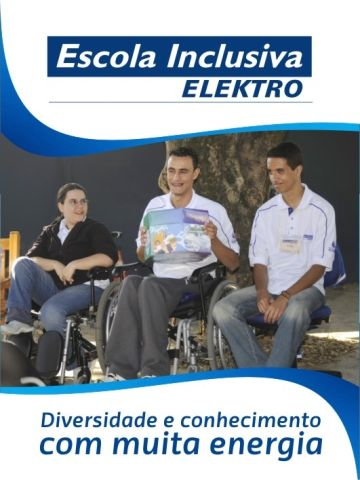 Escola Inclusiva
ELEKTRO
Diversidade e conhecimento
com muita energia